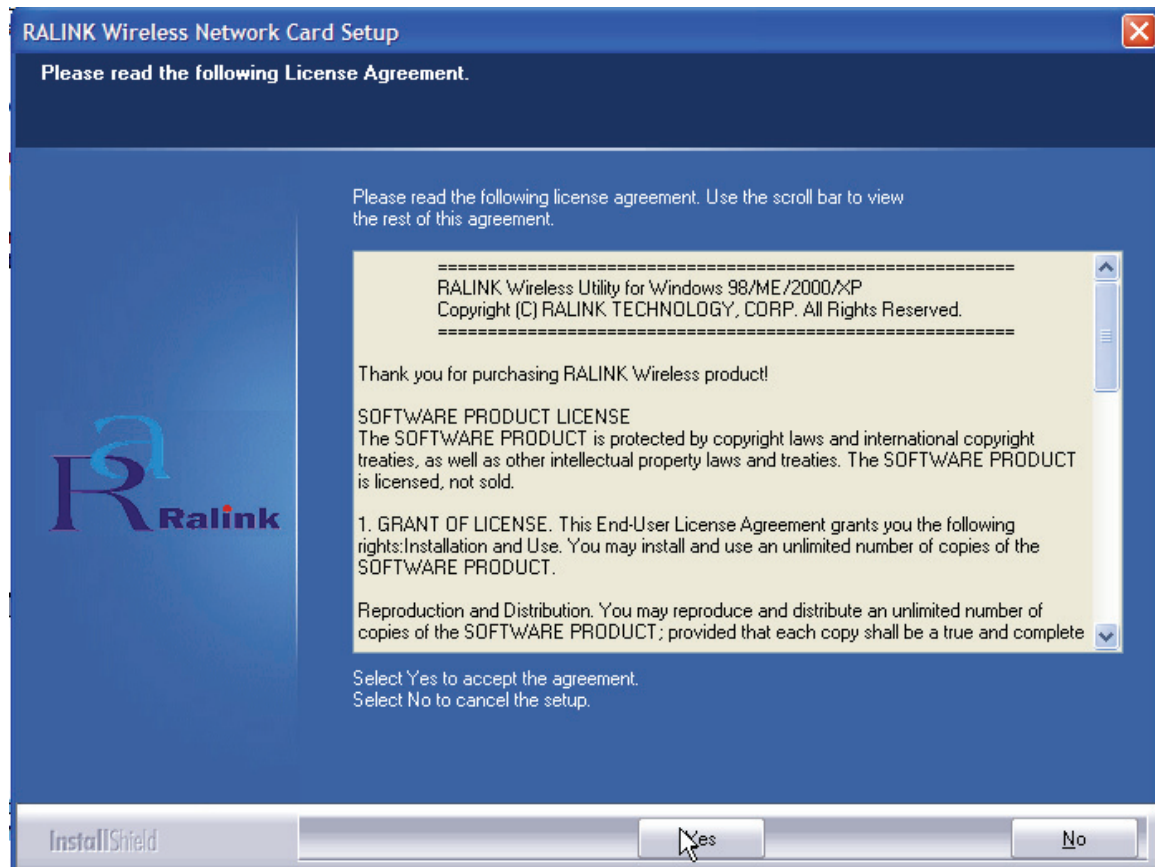 RALINK Wireless Network Card Setup
Please read the following License Agreement.
Please read the following license agreement. Use the scroll bar to view
the rest of this agreement.
==========================================================
RALINK Wireless Utility for Windows 98/ME/2000/XP
Copyright (C) RALINK TECHNOLOGY, CORP. All Rights Reserved.
==========================================================
Thank you for purchasing RALINK Wireless product!
SOFTWARE PRODUCT LICENSE
The SOFTWARE PRODUCT is protected by copyright laws and international copyright
treaties, as well as other intellectual property laws and treaties. The SOFTWARE PRODUCT
is licensed, not sold.
1. GRANT OF LICENSE. This End-User License Agreement grants you the following
rights:Installation and Use. You may install and use an unlimited number of copies of the
SOFTWARE PRODUCT.
Reproduction and Distribution. You may reproduce and distribute an unlimited number of
copies of the SOFTWARE PRODUCT; provided that each copy shall be a true and complete
Ra
Ralink
Select Yes to accept the agreement.
Select No to cancel the setup.
InstallShield
Yes
No